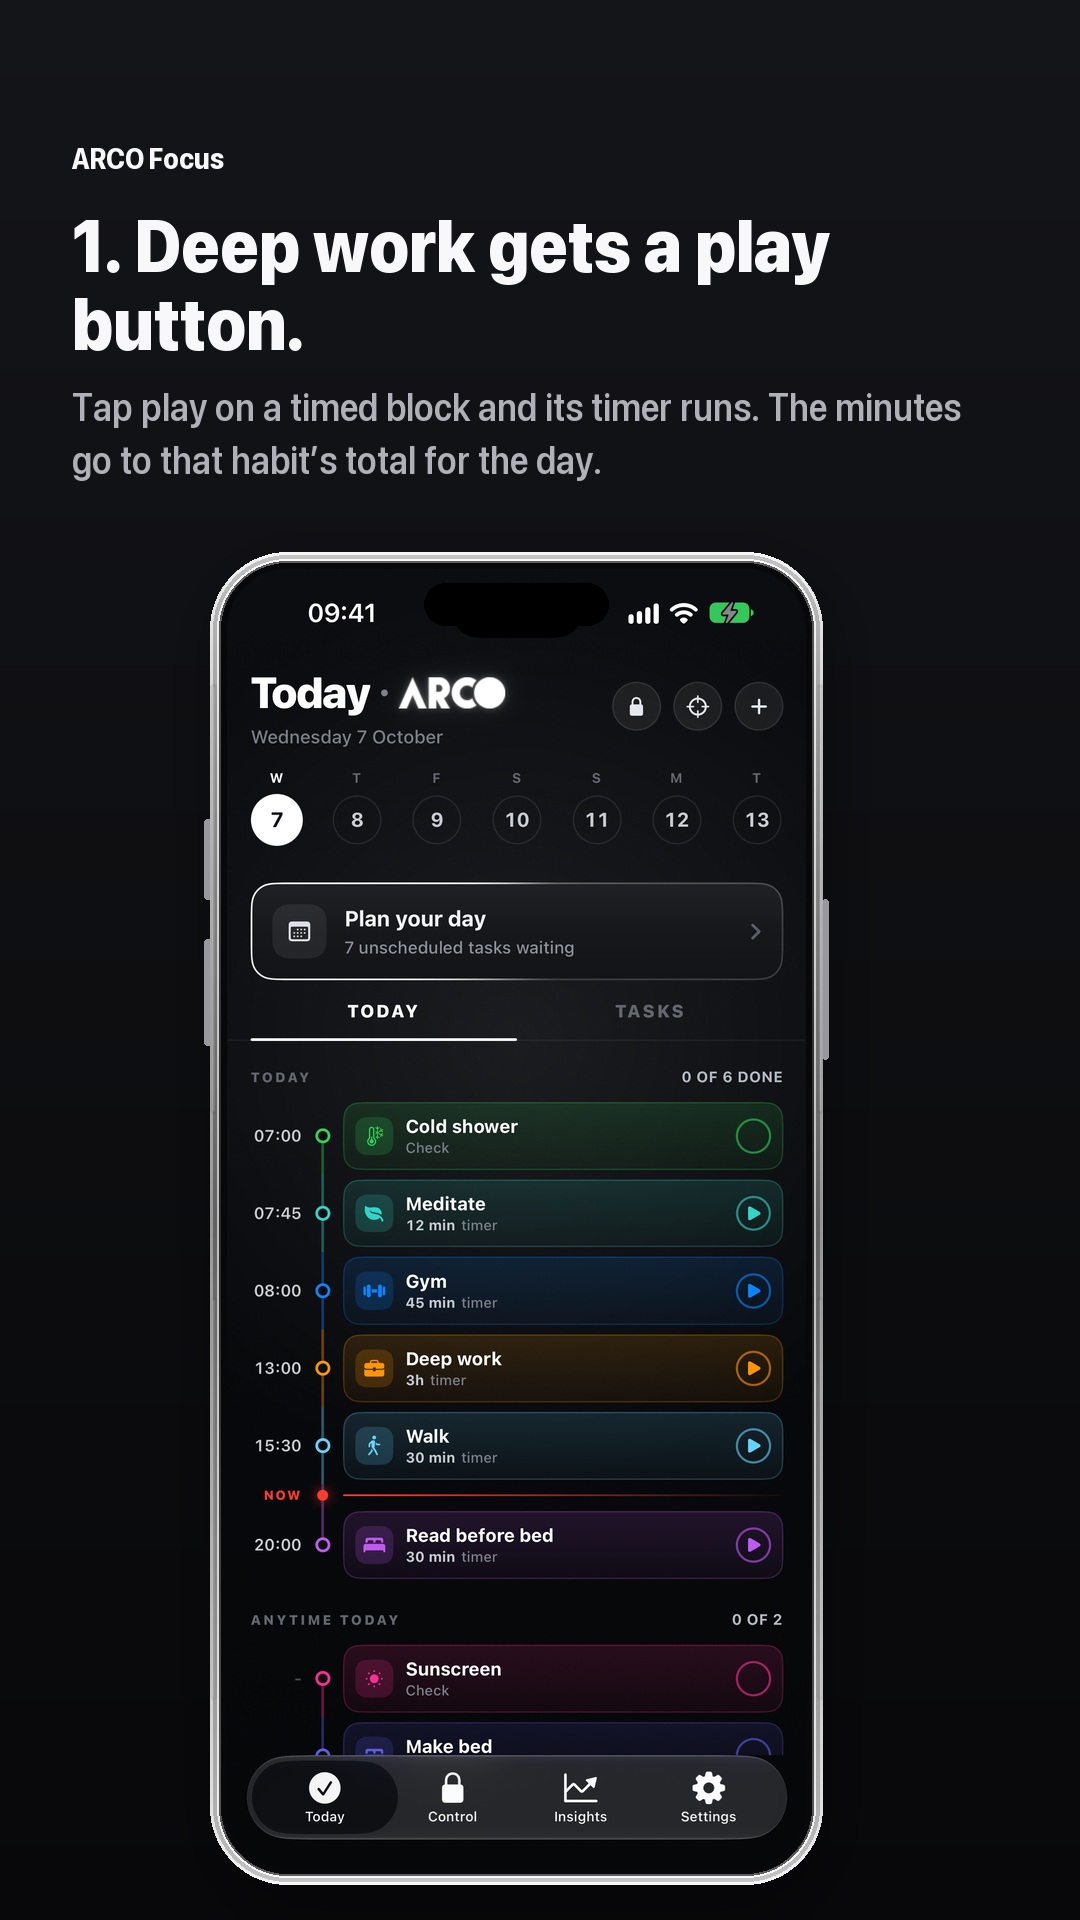 ARCO Focus
1. Deep work gets a play
button.
Tap play on a timed block and its timer runs. The minutes
go to that habit’s total for the day.
09:41
Today · ARCO
Wednesday 7 October
W T F S S M T
7 8 9 10 11 12 13
Plan your day
7 unscheduled tasks waiting
TODAY TASKS
TODAY 0 OF 6 DONE
07:00 Cold shower
Check
07:45 Meditate
12 min timer
08:00 Gym
45 min timer
13:00 Deep work
3h timer
15:30 Walk
30 min timer
NOW
20:00 Read before bed
30 min timer
ANYTIME TODAY 0 OF 2
- Sunscreen
Check
Make bed
Today Control Insights Settings